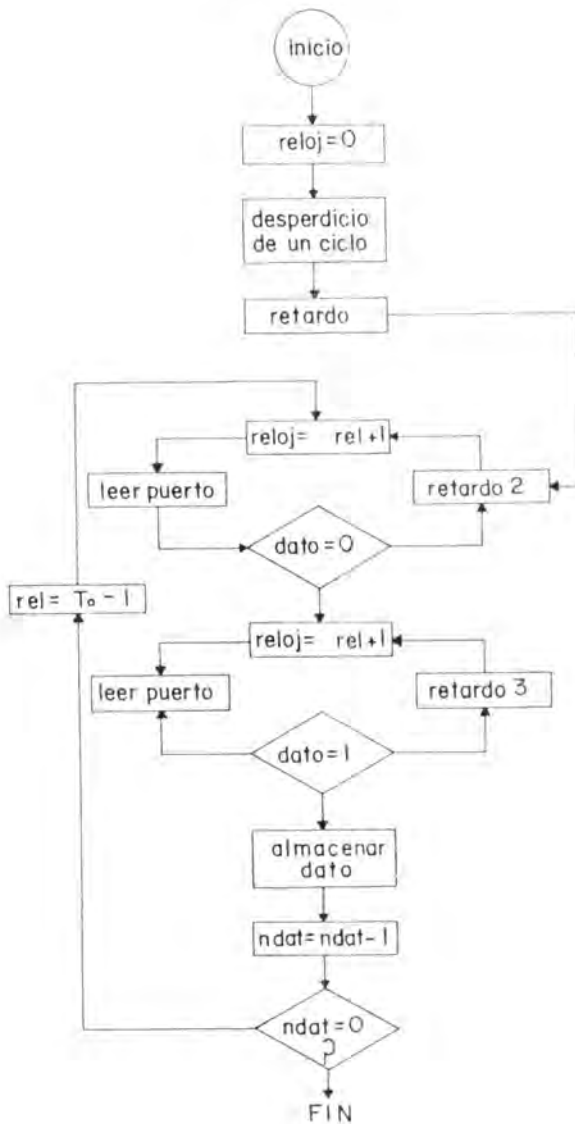 inicio
reloj=0
desperdicio
de un ciclo
retardo
reloj= rel+1
leer puerto
retardo 2
dato=0
rel= To-1
reloj= rel+1
leer puerto
retardo 3
dato=1
almacenar
dato
ndat=ndat-1
ndat=0
?
FIN